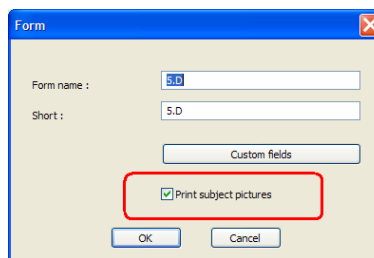 Form
Form name : 5.D
Short : 5.D
Custom fields
Print subject pictures
OK Cancel